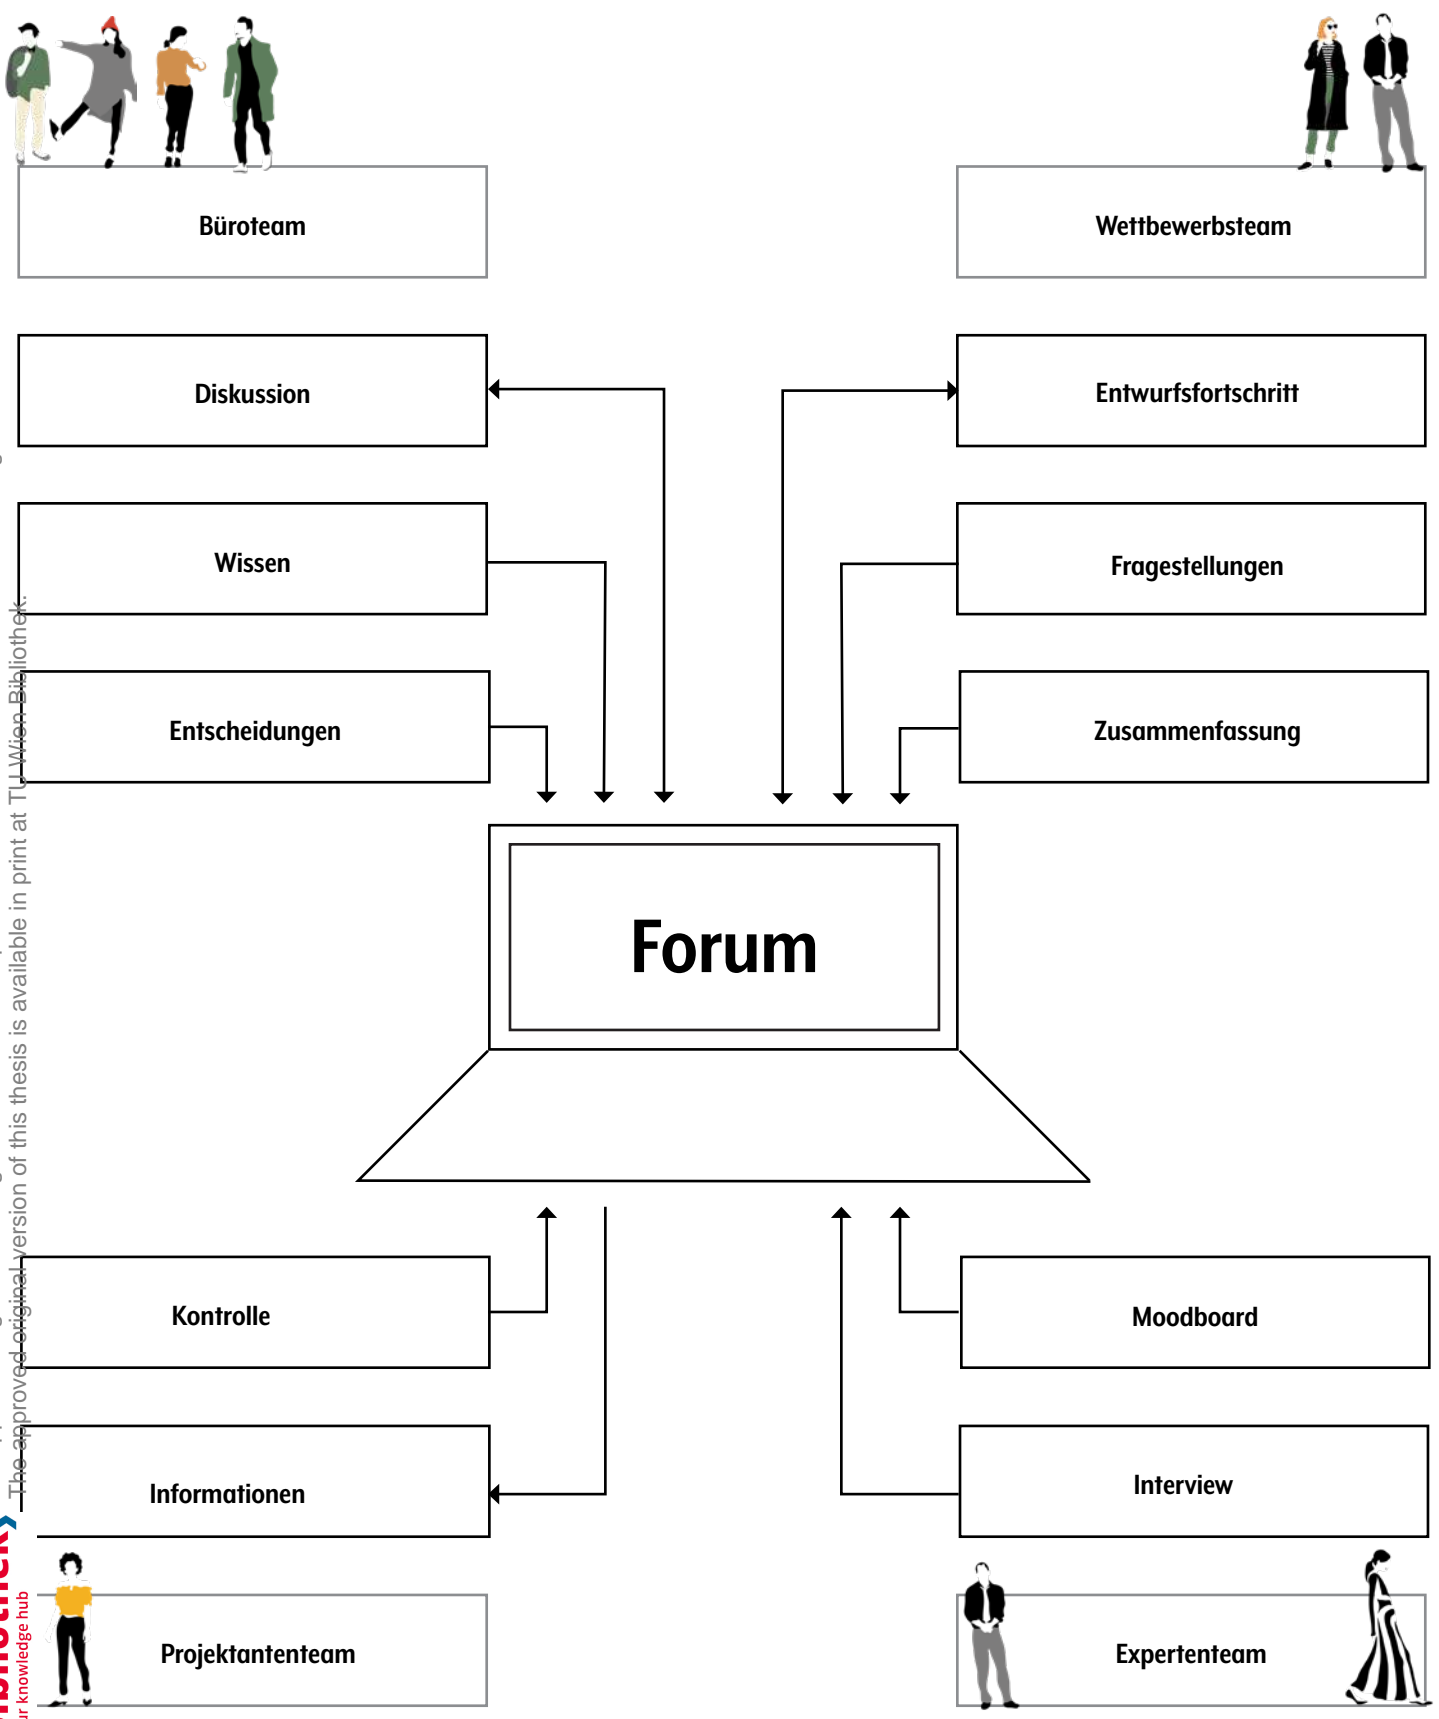 Büroteam
Wettbewerbsteam
Diskussion
Entwurfsfortschritt
Wissen
Fragestellungen
Entscheidungen
Zusammenfassung
Forum
Kontrolle
Moodboard
Informationen
Interview
Projektantenteam
Expertenteam
The approved original version of this thesis is available in print at TU Wien Bibliothek.
knowledge hub